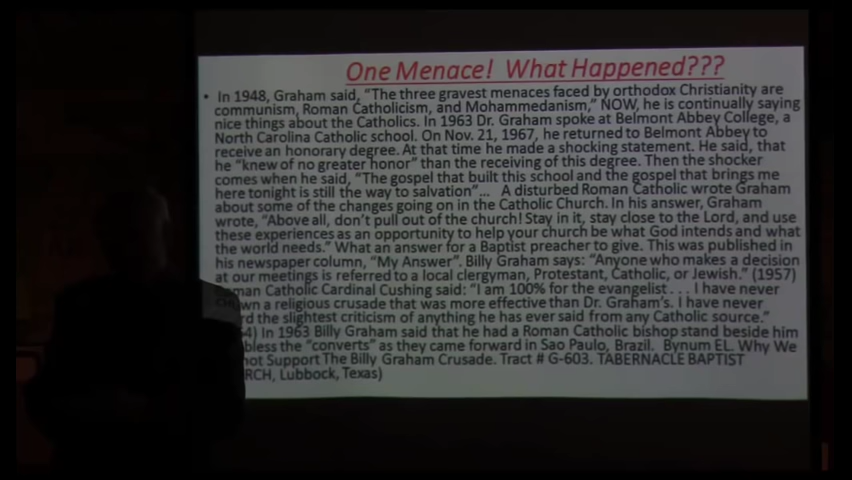 One Menace! What Happened???
• In 1948, Graham said, "The three gravest menaces faced by orthodox Christianity are
communism, Roman Catholicism, and Mohammedanism," NOW, he is continually saying
nice things about the Catholics. In 1963 Dr. Graham spoke at Belmont Abbey College, a
North Carolina Catholic school. On Nov. 21, 1967, he returned to Belmont Abbey to
receive an honorary degree. At that time he made a shocking statement. He said, that
he "knew of no greater honor" than the receiving of this degree. Then the shocker
comes when he said, "The gospel that built this school and the gospel that brings me
here tonight is still the way to salvation"... A disturbed Roman Catholic wrote Graham
about some of the changes going on in the Catholic Church. In his answer, Graham
wrote, "Above all, don't pull out of the church! Stay in it, stay close to the Lord, and use
these experiences as an opportunity to help your church be what God intends and what
the world needs." What an answer for a Baptist preacher to give. This was published in
his newspaper column, "My Answer". Billy Graham says: "Anyone who makes a decision
at our meetings is referred to a local clergyman, Protestant, Catholic, or Jewish." (1957)
Roman Catholic Cardinal Cushing said: "I am 100% for the evangelist . . . I have never
a religious crusade that was more effective than Dr. Graham's. I have never
the slightest criticism of anything he has ever said from any Catholic source."
4) In 1963 Billy Graham said that he had a Roman Catholic bishop stand beside him
bless the "converts" as they came forward in Sao Paulo, Brazil. Bynum EL. Why We
not Support The Billy Graham Crusade. Tract # G-603. TABERNACLE BAPTIST
RCH, Lubbock, Texas)